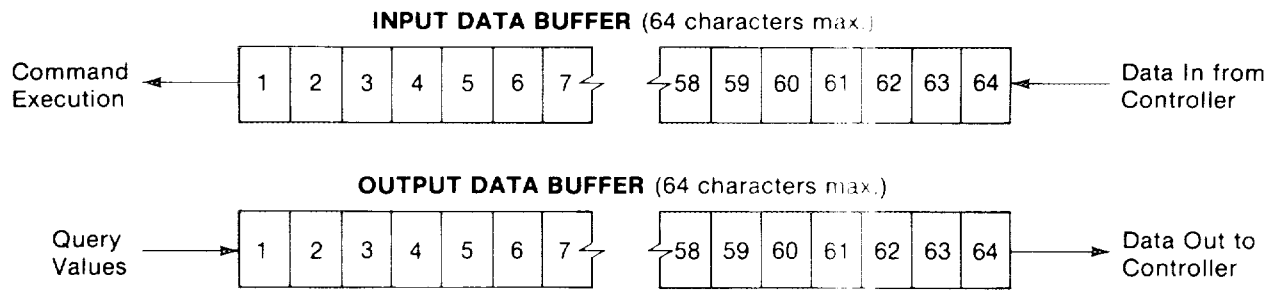 INPUT DATA BUFFER (64 characters max.)
Command
Execution
1 2 3 4 5 6 7 58 59 60 61 62 63 64
Data In from
Controller
OUTPUT DATA BUFFER (64 characters max.)
Query
Values
1 2 3 4 5 6 7 58 59 60 61 62 63 64
Data Out to
Controller